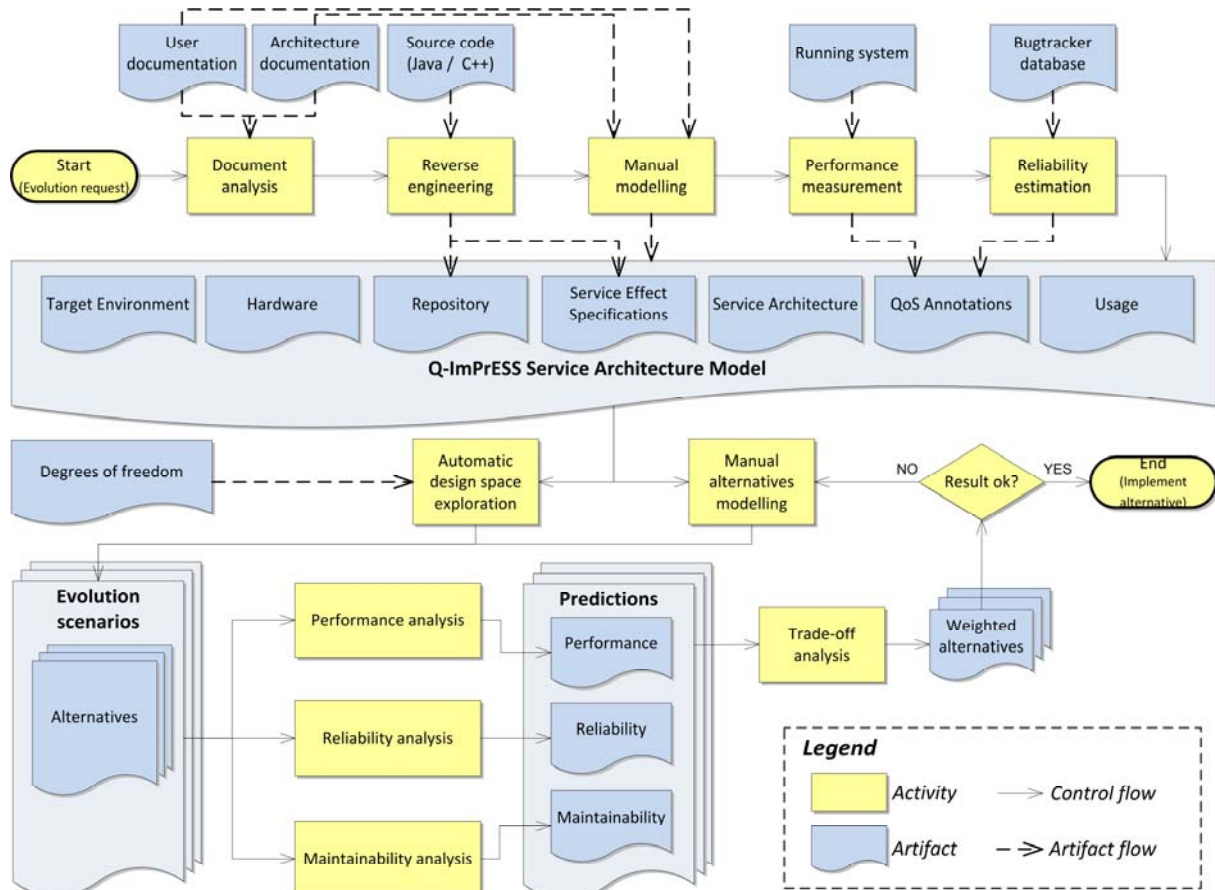 User
documentation
Architecture
documentation
Source code
(Java / C++)
Running system
Bugtracker
database
Start
(Evolution request)
Document
analysis
Reverse
engineering
Manual
modelling
Performance
measurement
Reliability
estimation
Target Environment
Hardware
Repository
Service Effect
Specifications
Service Architecture
QoS Annotations
Usage
Q-ImPrESS Service Architecture Model
Degrees of freedom
Automatic
design space
exploration
Manual
alternatives
modelling
NO
Result ok?
YES
End
(Implement
alternative)
Evolution
scenarios
Alternatives
Performance analysis
Reliability analysis
Maintainability analysis
Predictions
Performance
Reliability
Maintainability
Trade-off
analysis
Weighted
alternatives
Legend
Activity
Control flow
Artifact
Artifact flow